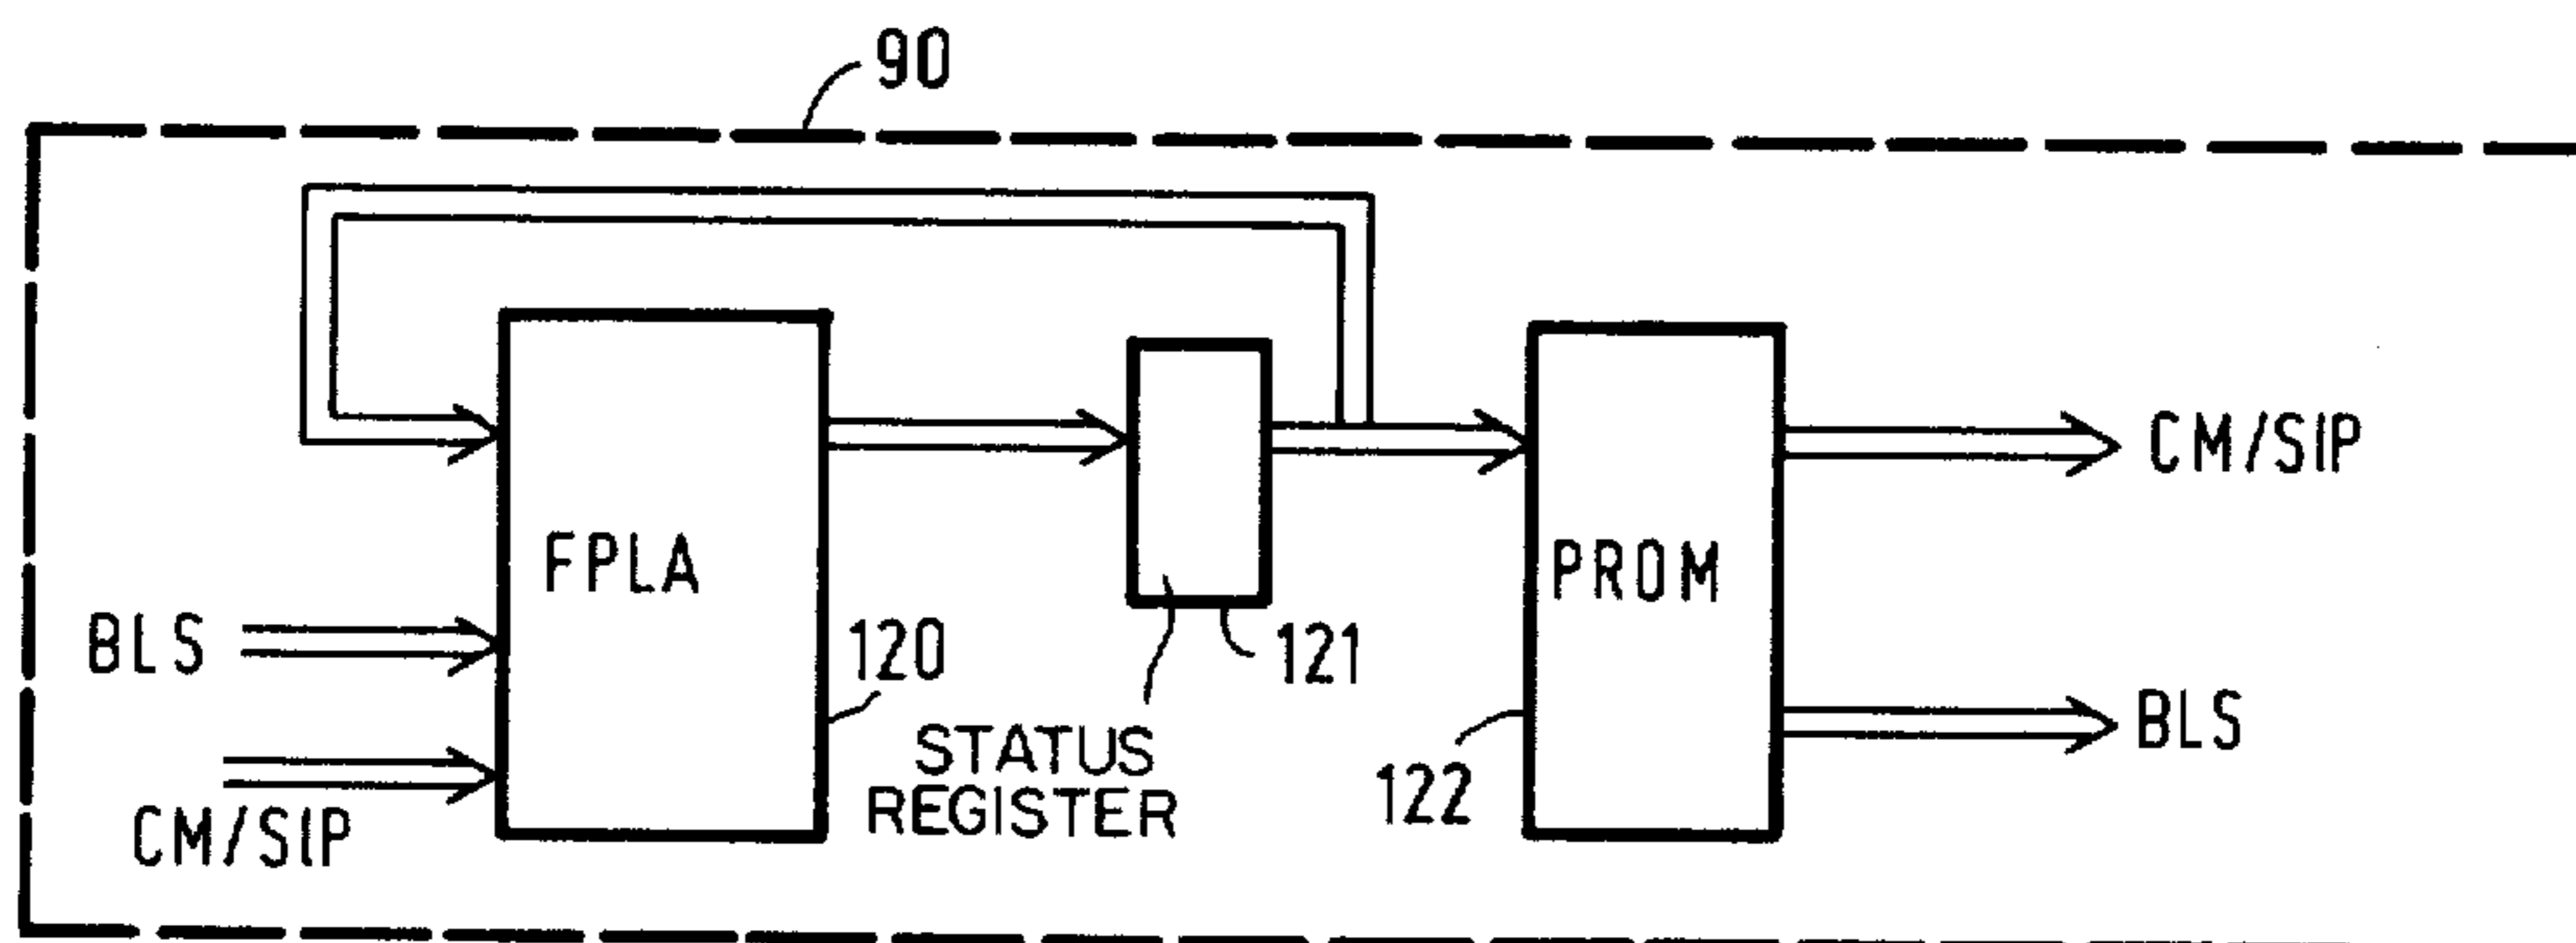 90
FPLA
PROM
CM/SIP
BLS
120
121
STATUS
REGISTER
122
BLS
CM/SIP